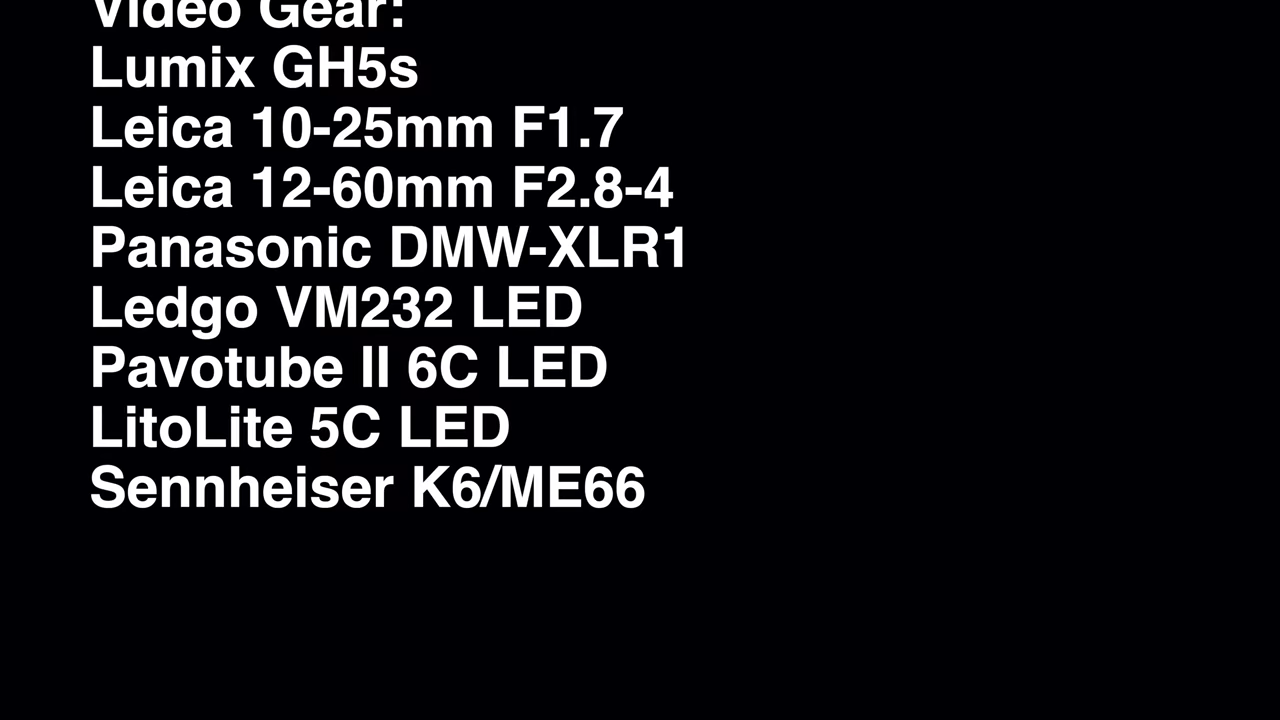 Video Gear:
Lumix GH5s
Leica 10-25mm F1.7
Leica 12-60mm F2.8-4
Panasonic DMW-XLR1
Ledgo VM232 LED
Pavotube II 6C LED
LitoLite 5C LED
Sennheiser K6/ME66